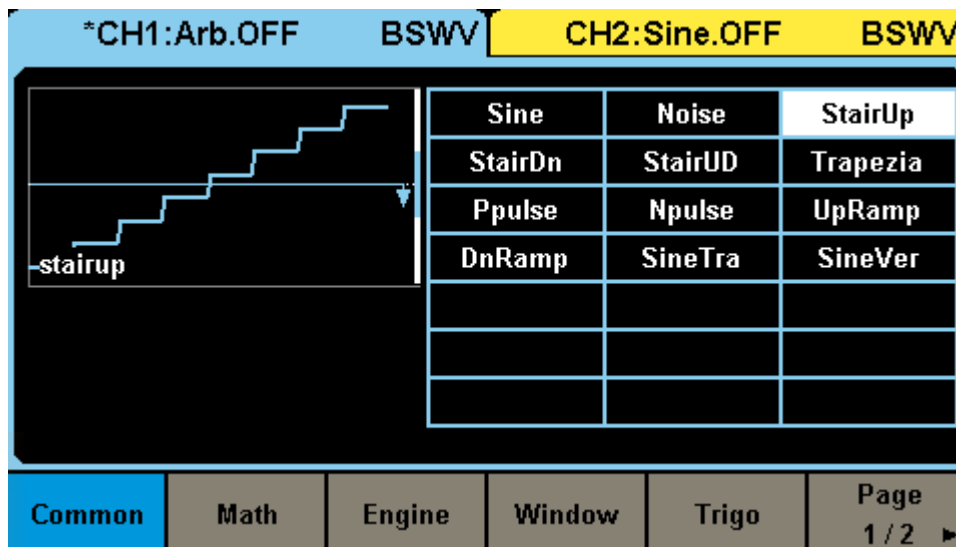 *CH1:Arb.OFF BSWV CH2:Sine.OFF BSWV
Sine Noise StairUp
StairDn StairUD Trapezia
Ppulse Npulse UpRamp
stairup
DnRamp SineTra SineVer
Common Math Engine Window Trigo Page
1 / 2 ►